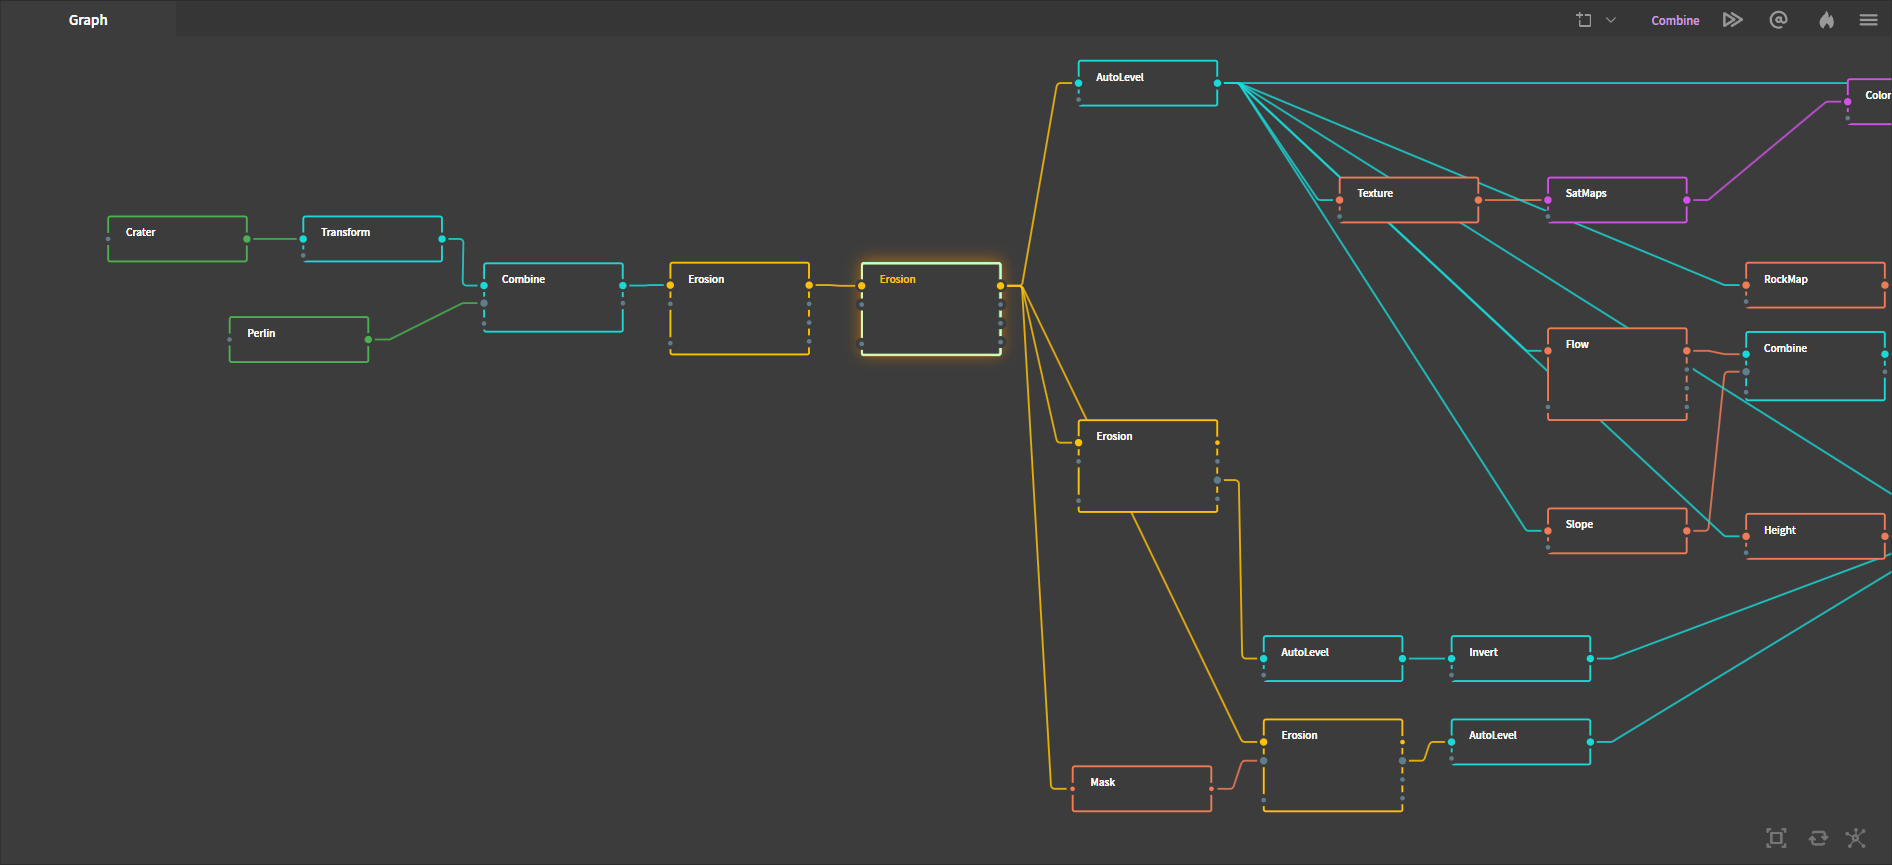 Graph
Combine
AutoLevel
Color
Texture
SatMaps
Crater
Transform
Combine
Erosion
Erosion
RockMap
Perlin
Flow
Combine
Erosion
Slope
Height
AutoLevel
Invert
Erosion
AutoLevel
Mask